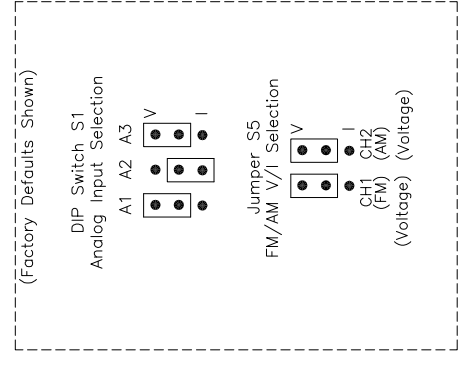 (Factory Defaults Shown)
DIP Switch S1
Analog Input Selection
A1 A2 A3
V
I
Jumper S5
FM/AM V/I Selection
V
I
CH1 CH2
(FM) (AM)
(Voltage) (Voltage)